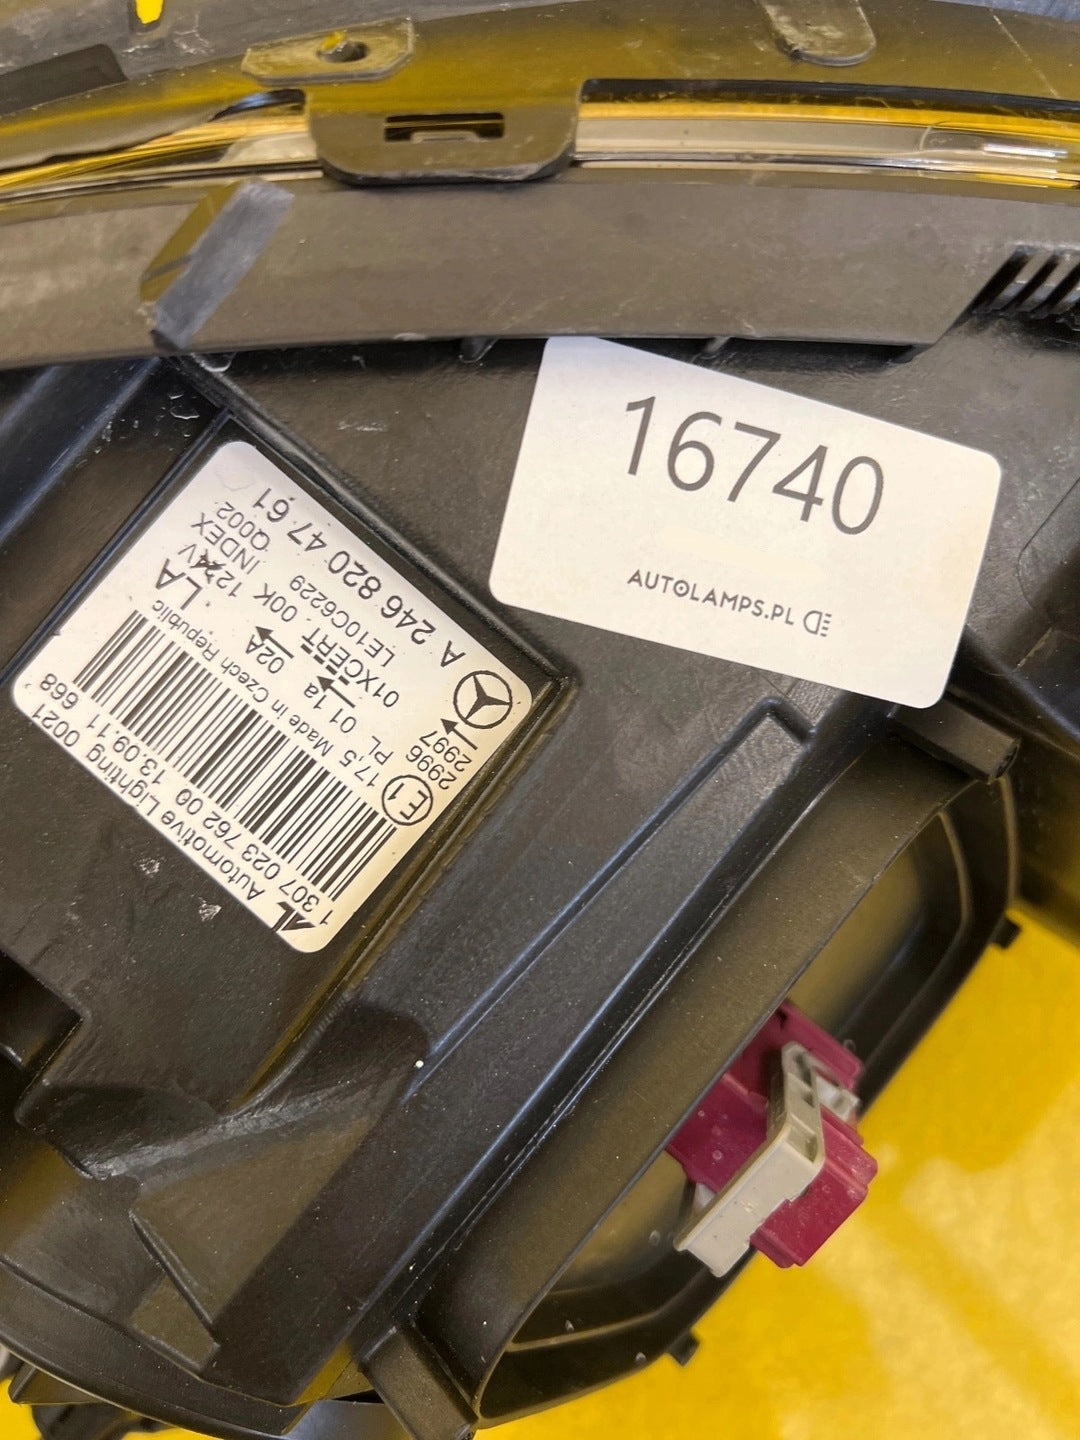 16740
AUTOLAMPS.PL
A 246 820 47 61
LE10C6229 Q002
01XCERT. 00K INDEX
01 1a 02A 12
PL
LA
2996
2997
E1
17,5 Made in Czech Republic
1 307 023 762 00 13.09.11 668
AL Automotive Lighting 0021